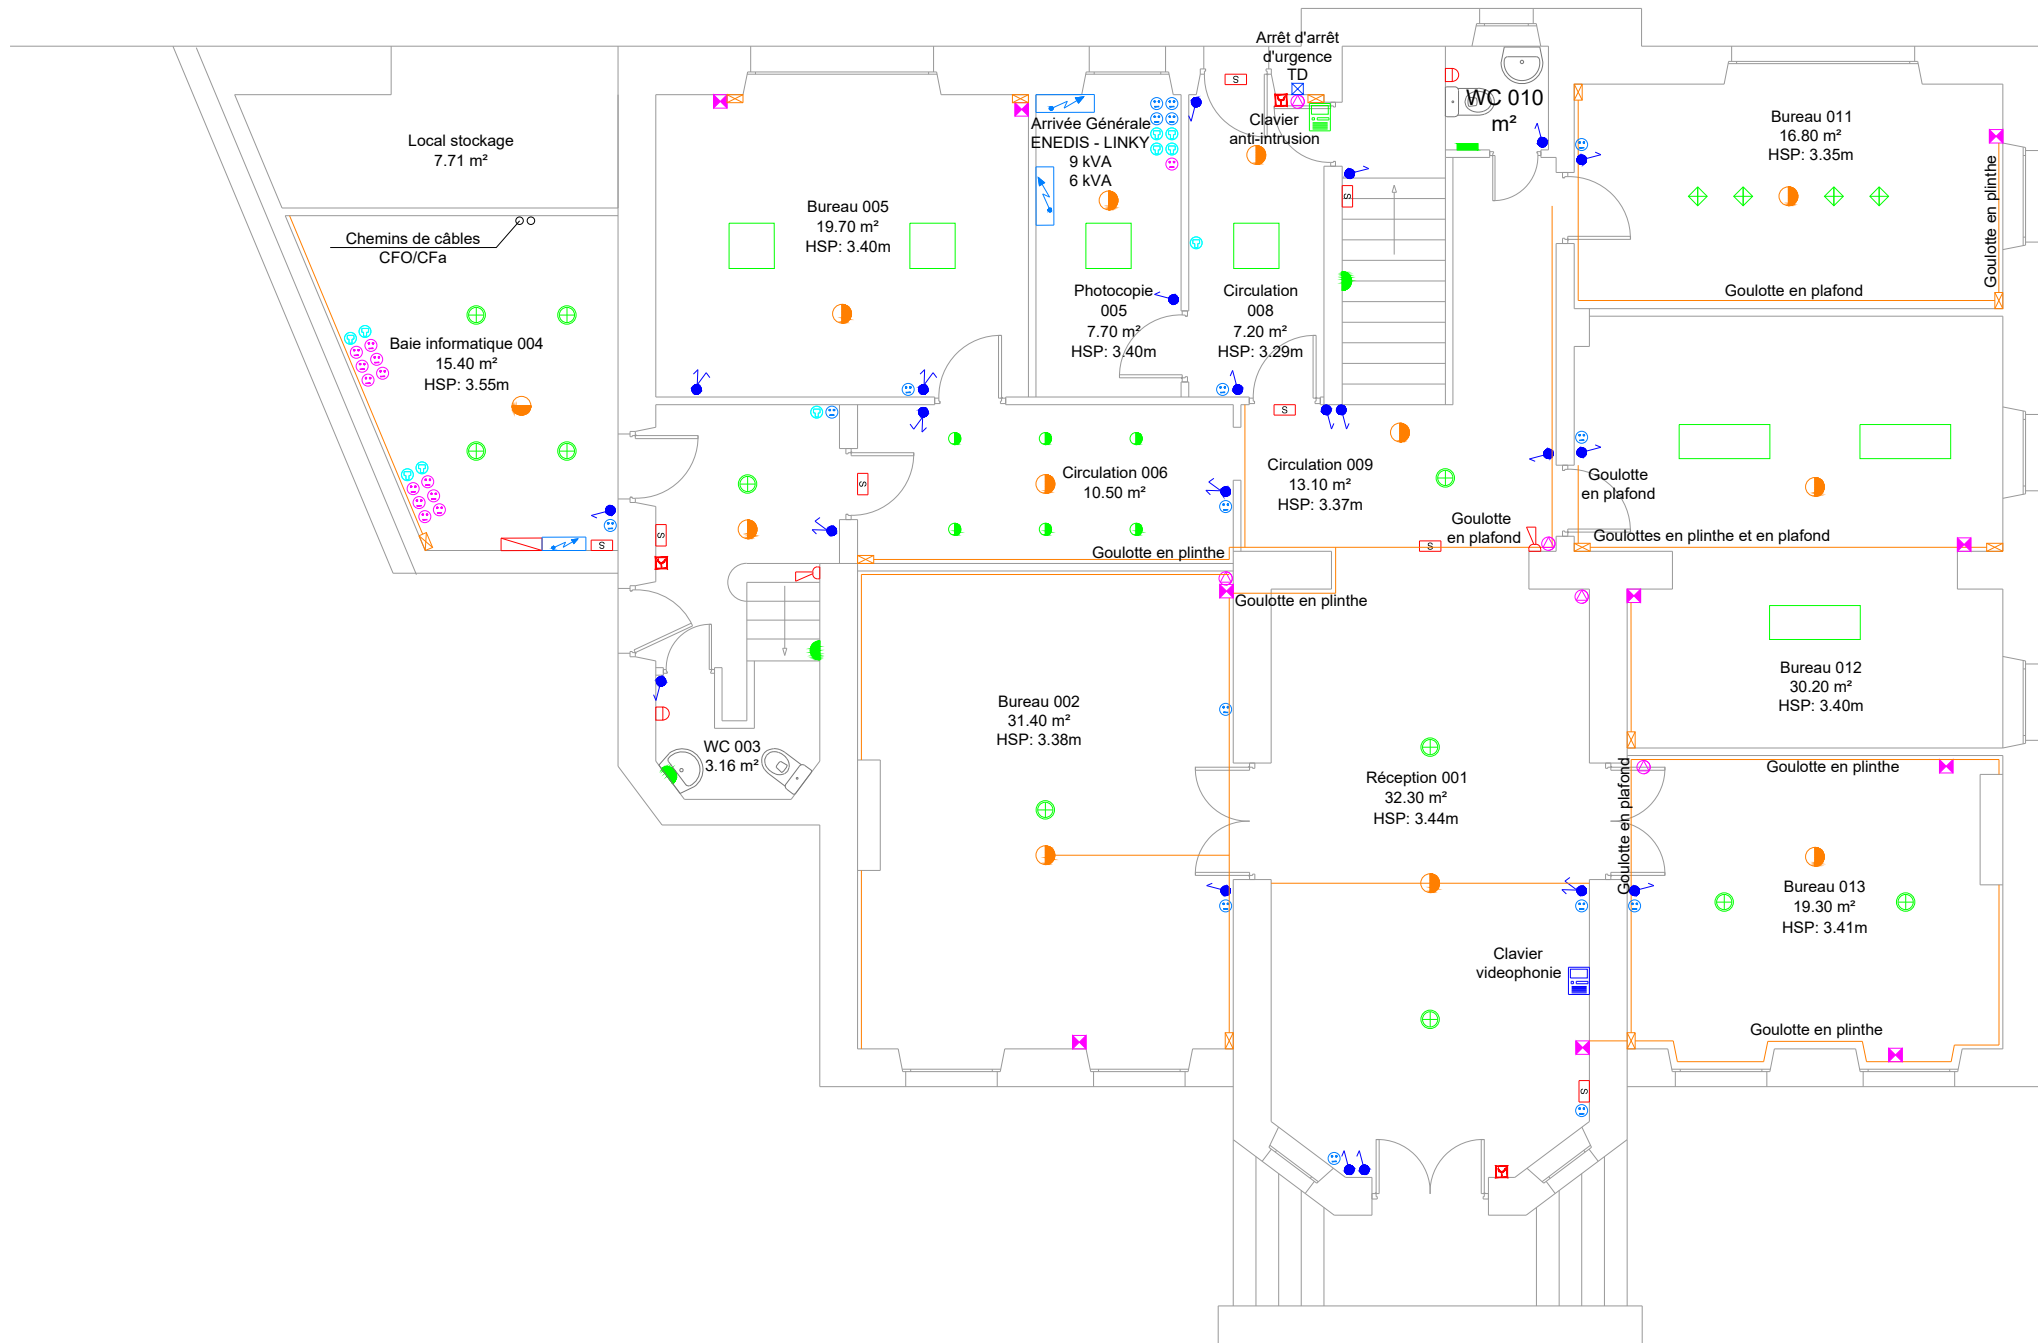 Arrêt d'arrêt
d'urgence
TD
S
Clavier
anti-intrusion
WC 010
m²
Bureau 011
16.80 m²
HSP: 3.35m
Goulotte en plinthe
Goulotte en plafond
Local stockage
7.71 m²
Chemins de câbles
CFO/CFa
Bureau 005
19.70 m²
HSP: 3.40m
Arrivée Générale
ENEDIS - LINKY
9 kVA
6 kVA
S
Photocopie
005
7.70 m²
HSP: 3.40m
Circulation
008
7.20 m²
HSP: 3.29m
Baie informatique 004
15.40 m²
HSP: 3.55m
S
S
S
S
Circulation 006
10.50 m²
Goulotte en plinthe
Circulation 009
13.10 m²
HSP: 3.37m
Goulotte
en plafond
S
Goulotte
en plafond
Goulottes en plinthe et en plafond
Goulotte en plinthe
Bureau 002
31.40 m²
HSP: 3.38m
WC 003
3.16 m²
Bureau 012
30.20 m²
HSP: 3.40m
Réception 001
32.30 m²
HSP: 3.44m
Goulotte en plafond
Goulotte en plinthe
Bureau 013
19.30 m²
HSP: 3.41m
Clavier
videophonie
Goulotte en plinthe
S